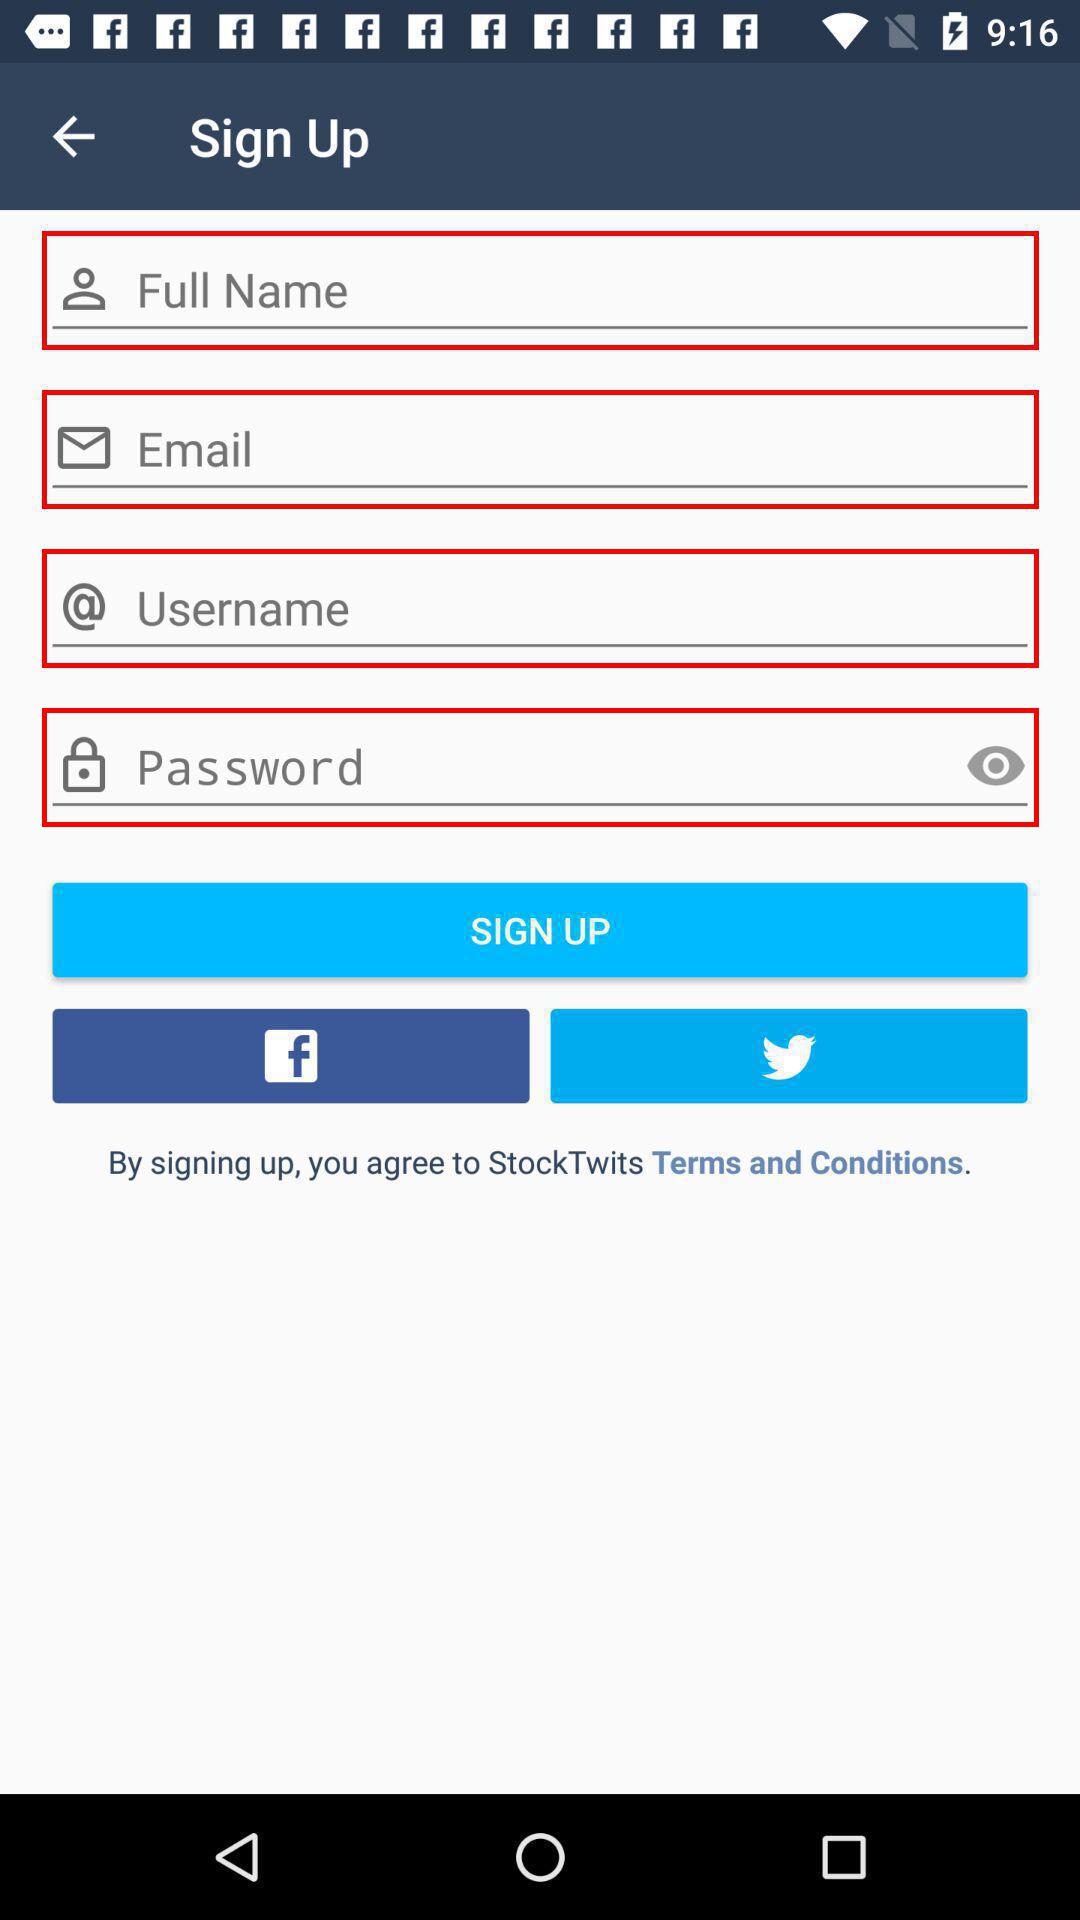 9:16
Sign Up
Full Name
Email
@ Username
Password
SIGN UP
By signing up, you agree to StockTwits Terms and Conditions.